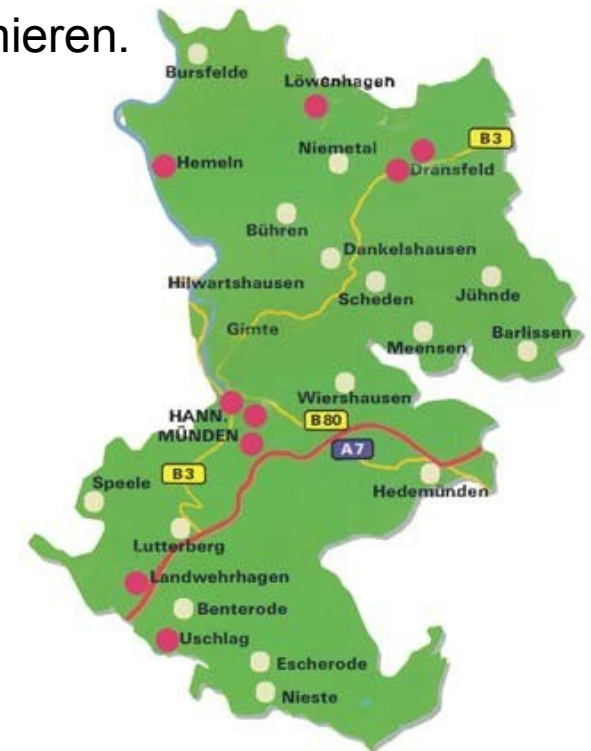 nieren.
Bursfelde
Löwenhagen
B3
Niemetal
Hemeln
Dransfeld
Bühren
Dankelshausen
Hilwartshausen
Scheden
Jühnde
Gimte
Barlissen
Meensen
Wiershausen
HANN.
MÜNDEN
B80
A7
B3
Speele
Hedemünden
Lutterberg
Landwehrhagen
Benterode
Uschlag
Escherode
Nieste